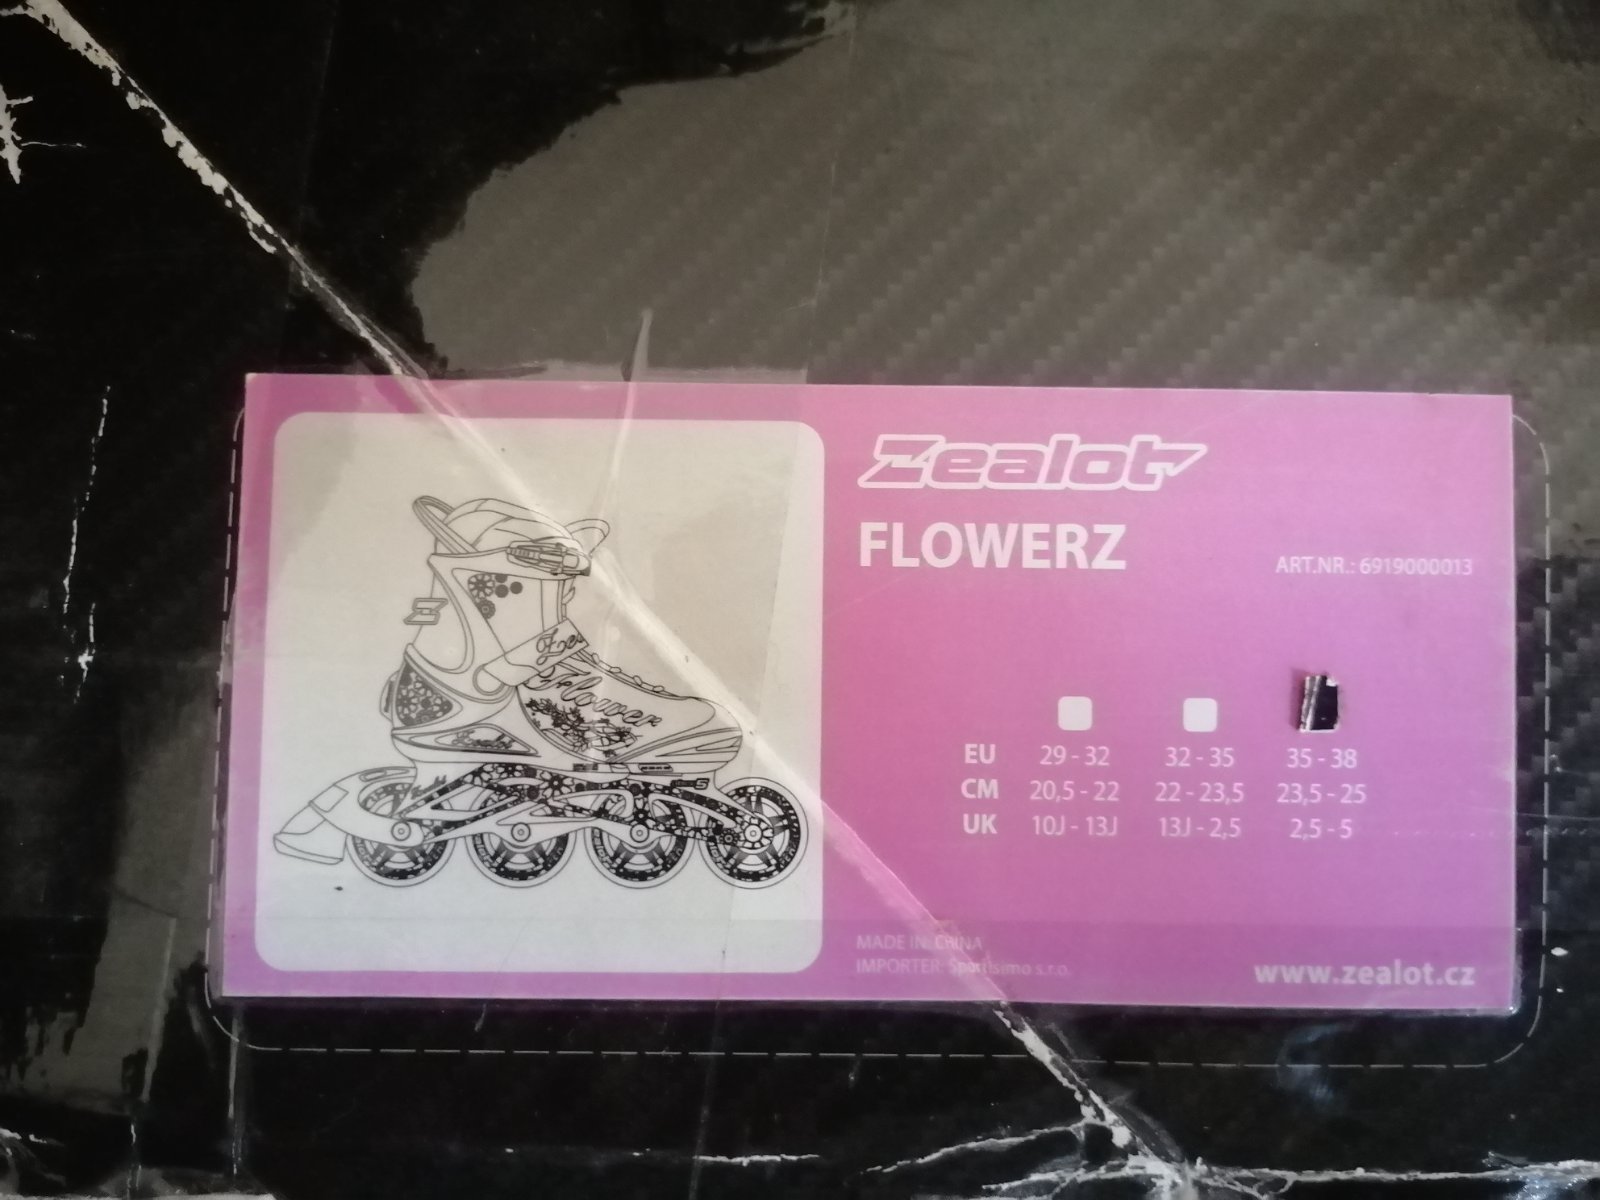 Zealot
FLOWERZ
ART.NR.: 6919000013
Flower
EU 29 - 32 32 - 35 35 - 38
CM 20,5 - 22 22 - 23,5 23,5 - 25
UK 10J - 13J 13J - 2,5 2,5 - 5
MADE IN: CHINA
IMPORTER: Sportisimo s.r.o.
www.zealot.cz